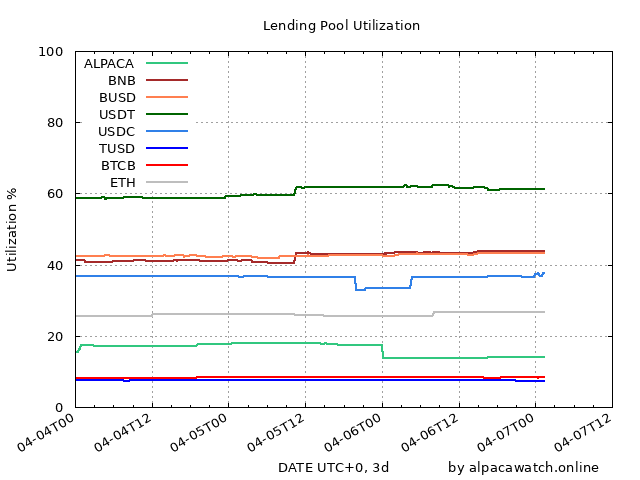 Lending Pool Utilization
100
80
60
40
20
0
Utilization %
ALPACA
BNB
BUSD
USDT
USDC
TUSD
BTCB
ETH
04-04T00
04-04T12
04-05T00
04-05T12
04-06T00
04-06T12
04-07T00
04-07T12
DATE UTC+0, 3d
by alpacawatch.online